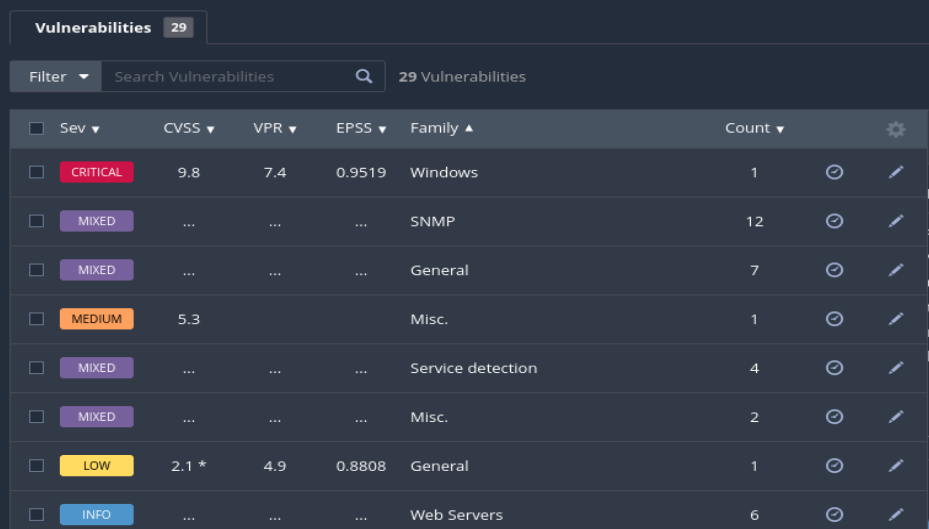 Vulnerabilities 29
Filter Search Vulnerabilities 29 Vulnerabilities
Sev CVSS VPR EPSS Family Count
CRITICAL 9.8 7.4 0.9519 Windows 1
MIXED ... ... ... SNMP 12
MIXED ... ... ... General 7
MEDIUM 5.3 Misc. 1
MIXED ... ... ... Service detection 4
MIXED ... ... ... Misc. 2
LOW 2.1 * 4.9 0.8808 General 1
INFO ... ... ... Web Servers 6